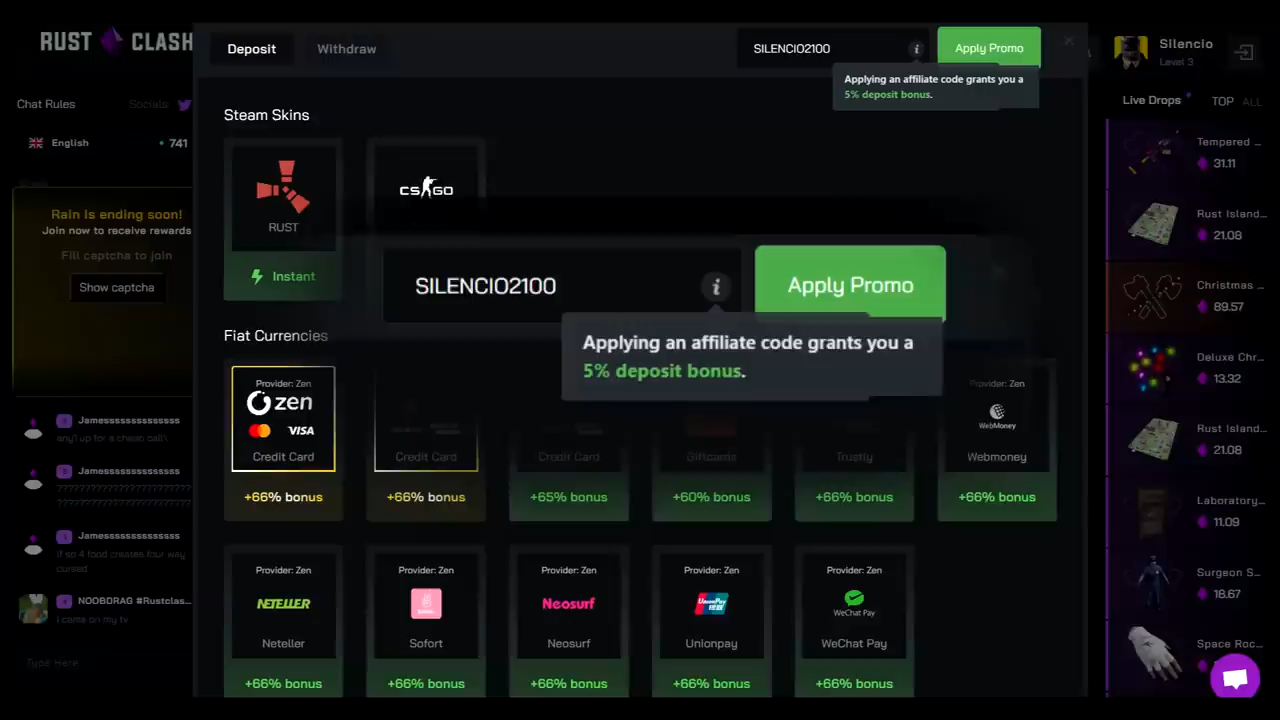 RUST CLASH
Deposit
Withdraw
SILENCIO2100
i
Apply Promo
Silencio
Level 3
Applying an affiliate code grants you a
5% deposit bonus.
Chat Rules
Socials:
Live Drops
TOP
ALL
Steam Skins
English
741
RUST
CS GO
Instant
Tempered ...
31.11
Rust Island...
21.08
Rain is ending soon!
Join now to receive rewards
Fill captcha to join
Show captcha
SILENCIO2100
i
Apply Promo
Applying an affiliate code grants you a
5% deposit bonus.
Christmas ...
89.57
Fiat Currencies
Deluxe Chr...
13.32
Provider: Zen
zen
VISA
Credit Card
+66% bonus
Credit Card
+66% bonus
Credit Card
+65% bonus
Giftcards
+60% bonus
Trustly
+66% bonus
Provider: Zen
WebMoney
Webmoney
+66% bonus
Rust Island...
21.08
Jamesssssssssssss
any1 up for a cheap call\
Jamesssssssssssss
Laboratory...
11.09
Jamesssssssssssss
if so 4 food creates four way
cursed
NOOBDRAG #Rustclas...
I came on my tv
Type Here
Provider: Zen
NETELLER
Neteller
+66% bonus
Provider: Zen
Sofort
+66% bonus
Provider: Zen
Neosurf
Neosurf
+66% bonus
Provider: Zen
UnionPay
银联
Unionpay
+66% bonus
Provider: Zen
WeChat Pay
WeChat Pay
+66% bonus
Surgeon S...
18.67
Space Roc...